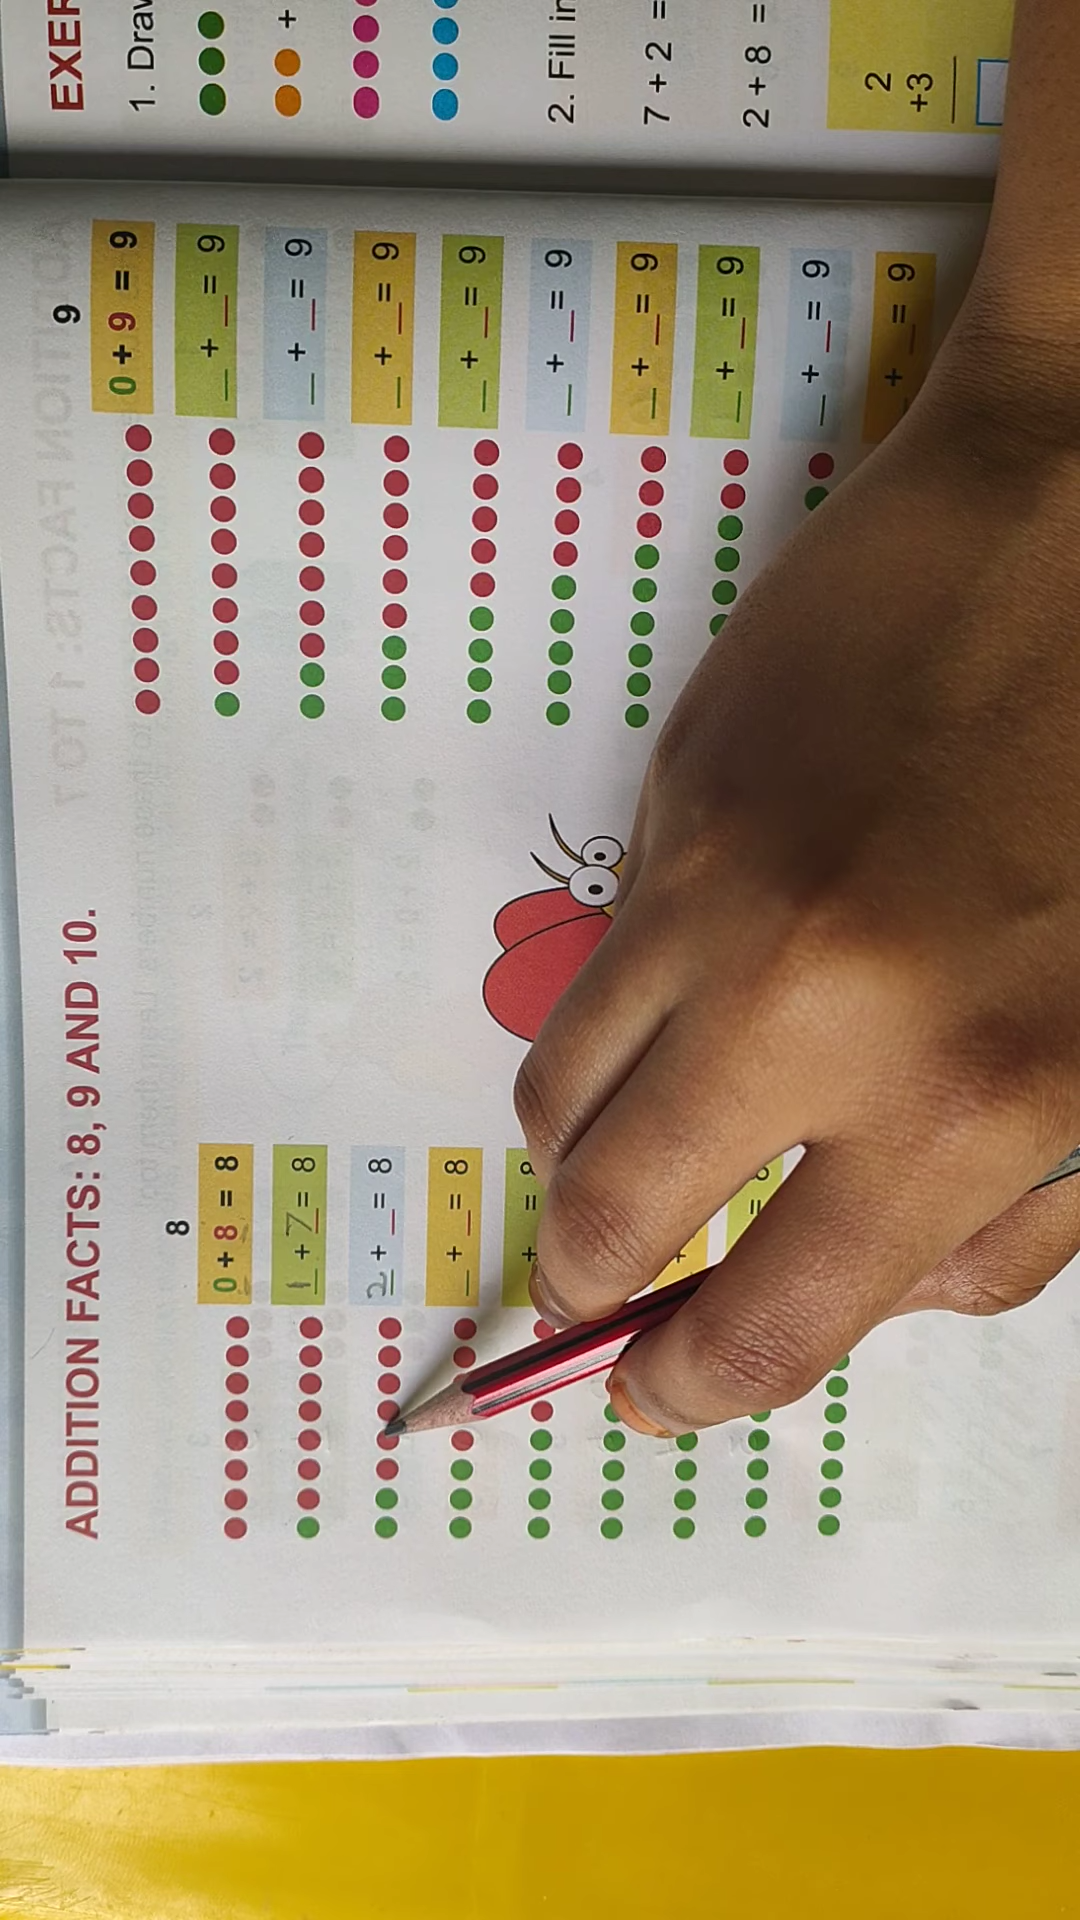 ADDITION FACTS: 8, 9 AND 10.
8
0 + 8 = 8
1 + 7 = 8
2 + _ = 8
_ + _ = 8
+ = 8
+
= 8
9
0 + 9 = 9
_ + _ = 9
_ + _ = 9
_ + _ = 9
_ + _ = 9
_ + _ = 9
_ + _ = 9
_ + _ = 9
_ + _ = 9
_ + _ = 9
EXER
1. Draw
+
2. Fill in
7 + 2 =
2 + 8 =
2
+3